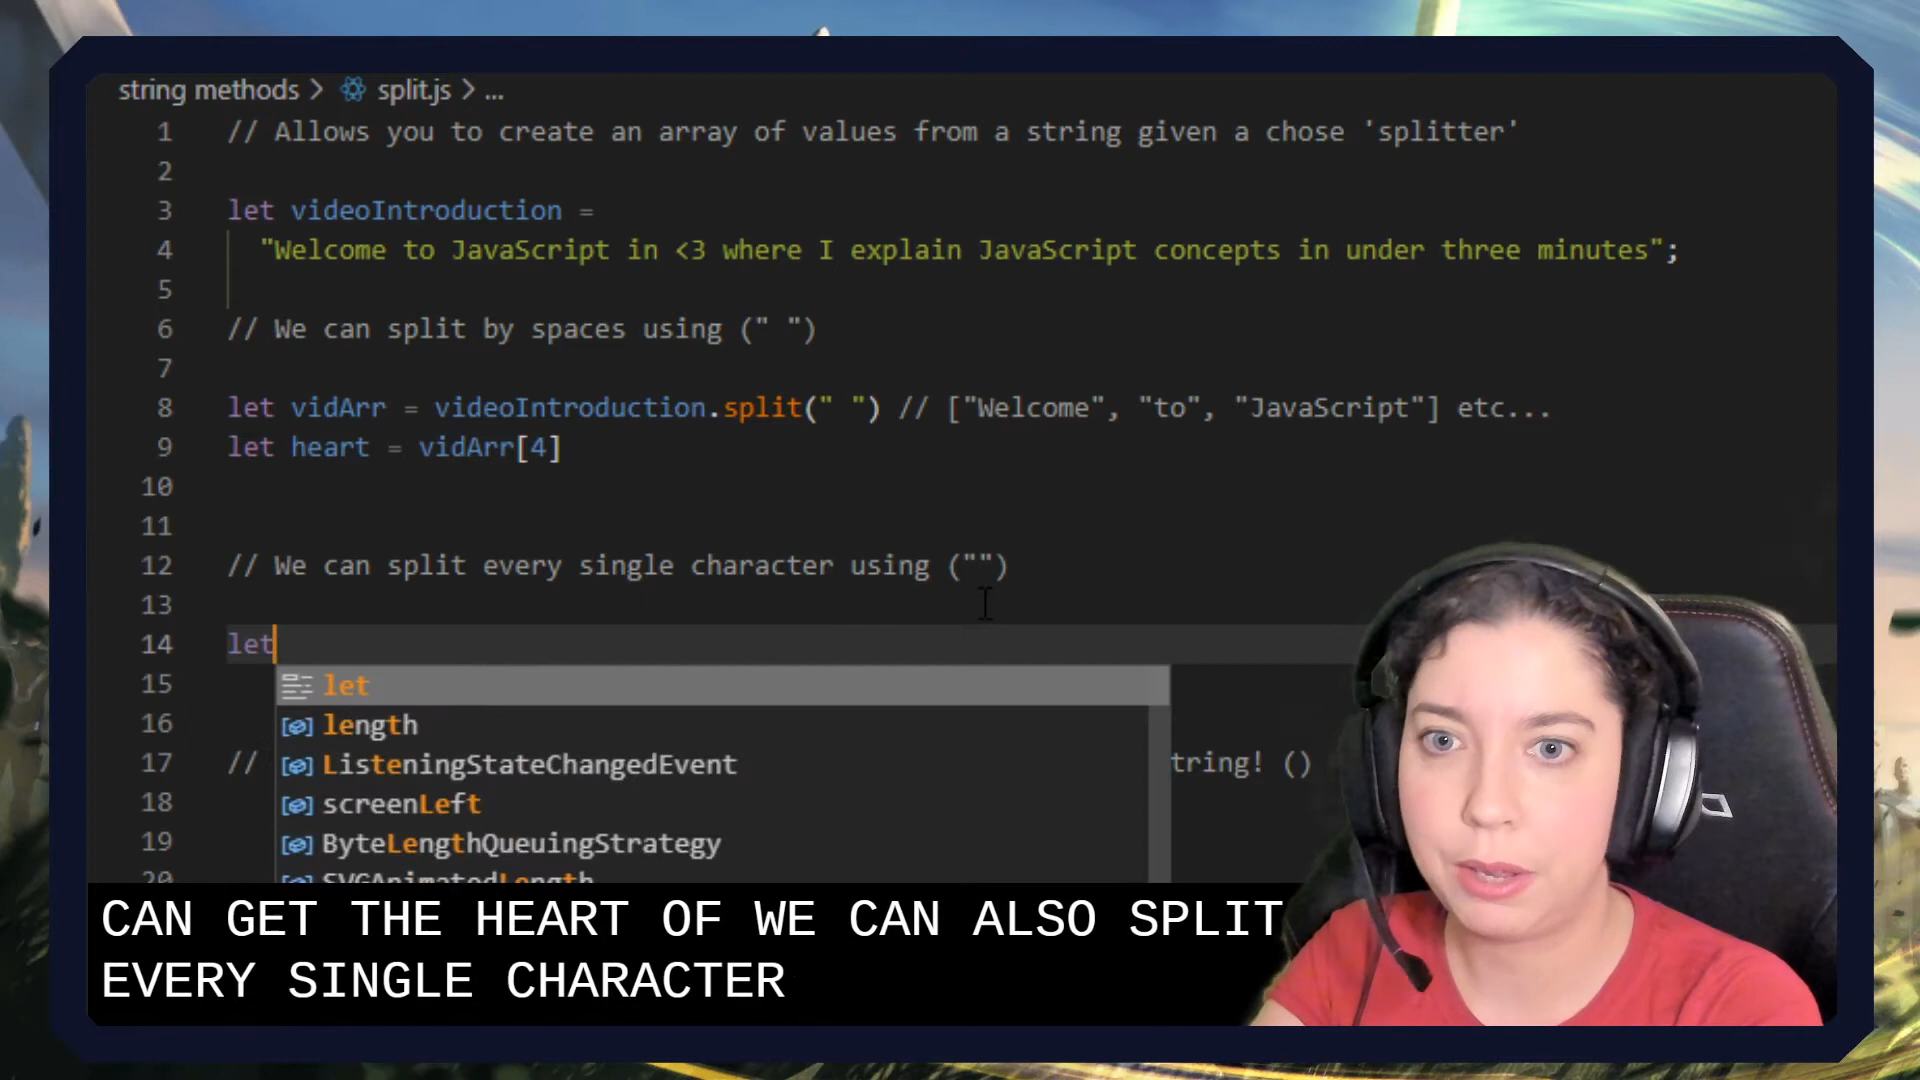 string methods > split.js > ...
1 // Allows you to create an array of values from a string given a chose 'splitter'
2
3 let videoIntroduction =
4 "Welcome to JavaScript in <3 where I explain JavaScript concepts in under three minutes";
5
6 // We can split by spaces using (" ")
7
8 let vidArr = videoIntroduction.split(" ") // ["Welcome", "to", "JavaScript"] etc...
9 let heart = vidArr[4]
10
11
12 // We can split every single character using ("")
13
14 let
15 let
16 length
17 // ListeningStateChangedEvent tring! ()
18 screenLeft
19 ByteLengthQueuingStrategy
20 SVGAnimatedLength
CAN GET THE HEART OF WE CAN ALSO SPLIT
EVERY SINGLE CHARACTER